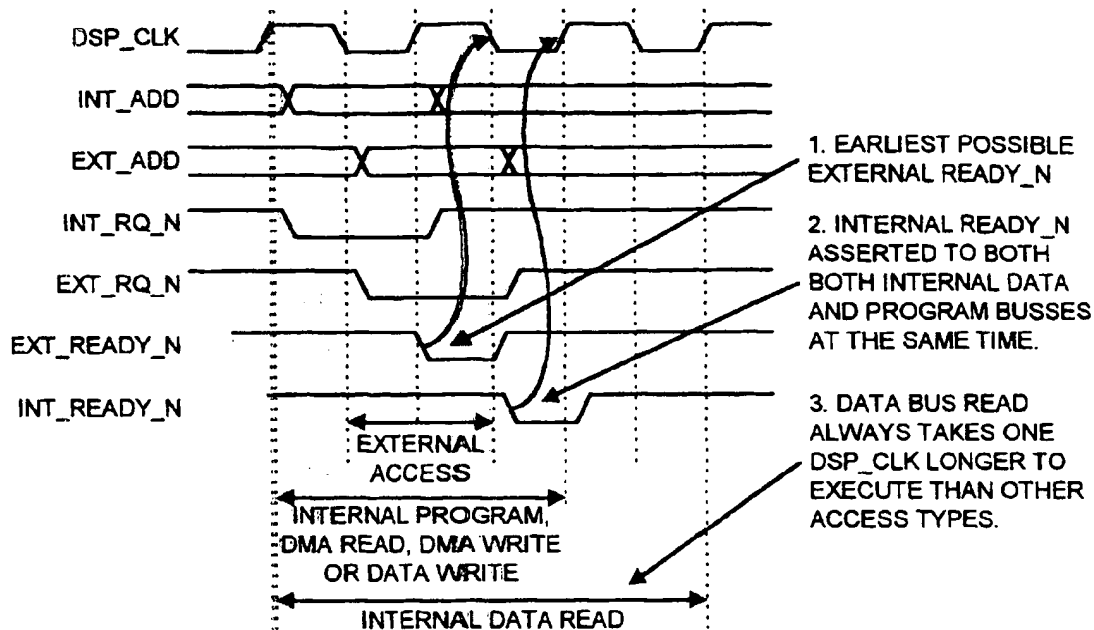 DSP_CLK
INT_ADD
EXT_ADD
INT_RQ_N
EXT_RQ_N
EXT_READY_N
INT_READY_N
EXTERNAL
ACCESS
INTERNAL PROGRAM,
DMA READ, DMA WRITE
OR DATA WRITE
INTERNAL DATA READ
1. EARLIEST POSSIBLE
EXTERNAL READY_N
2. INTERNAL READY_N
ASSERTED TO BOTH
BOTH INTERNAL DATA
AND PROGRAM BUSSES
AT THE SAME TIME.
3. DATA BUS READ
ALWAYS TAKES ONE
DSP_CLK LONGER TO
EXECUTE THAN OTHER
ACCESS TYPES.